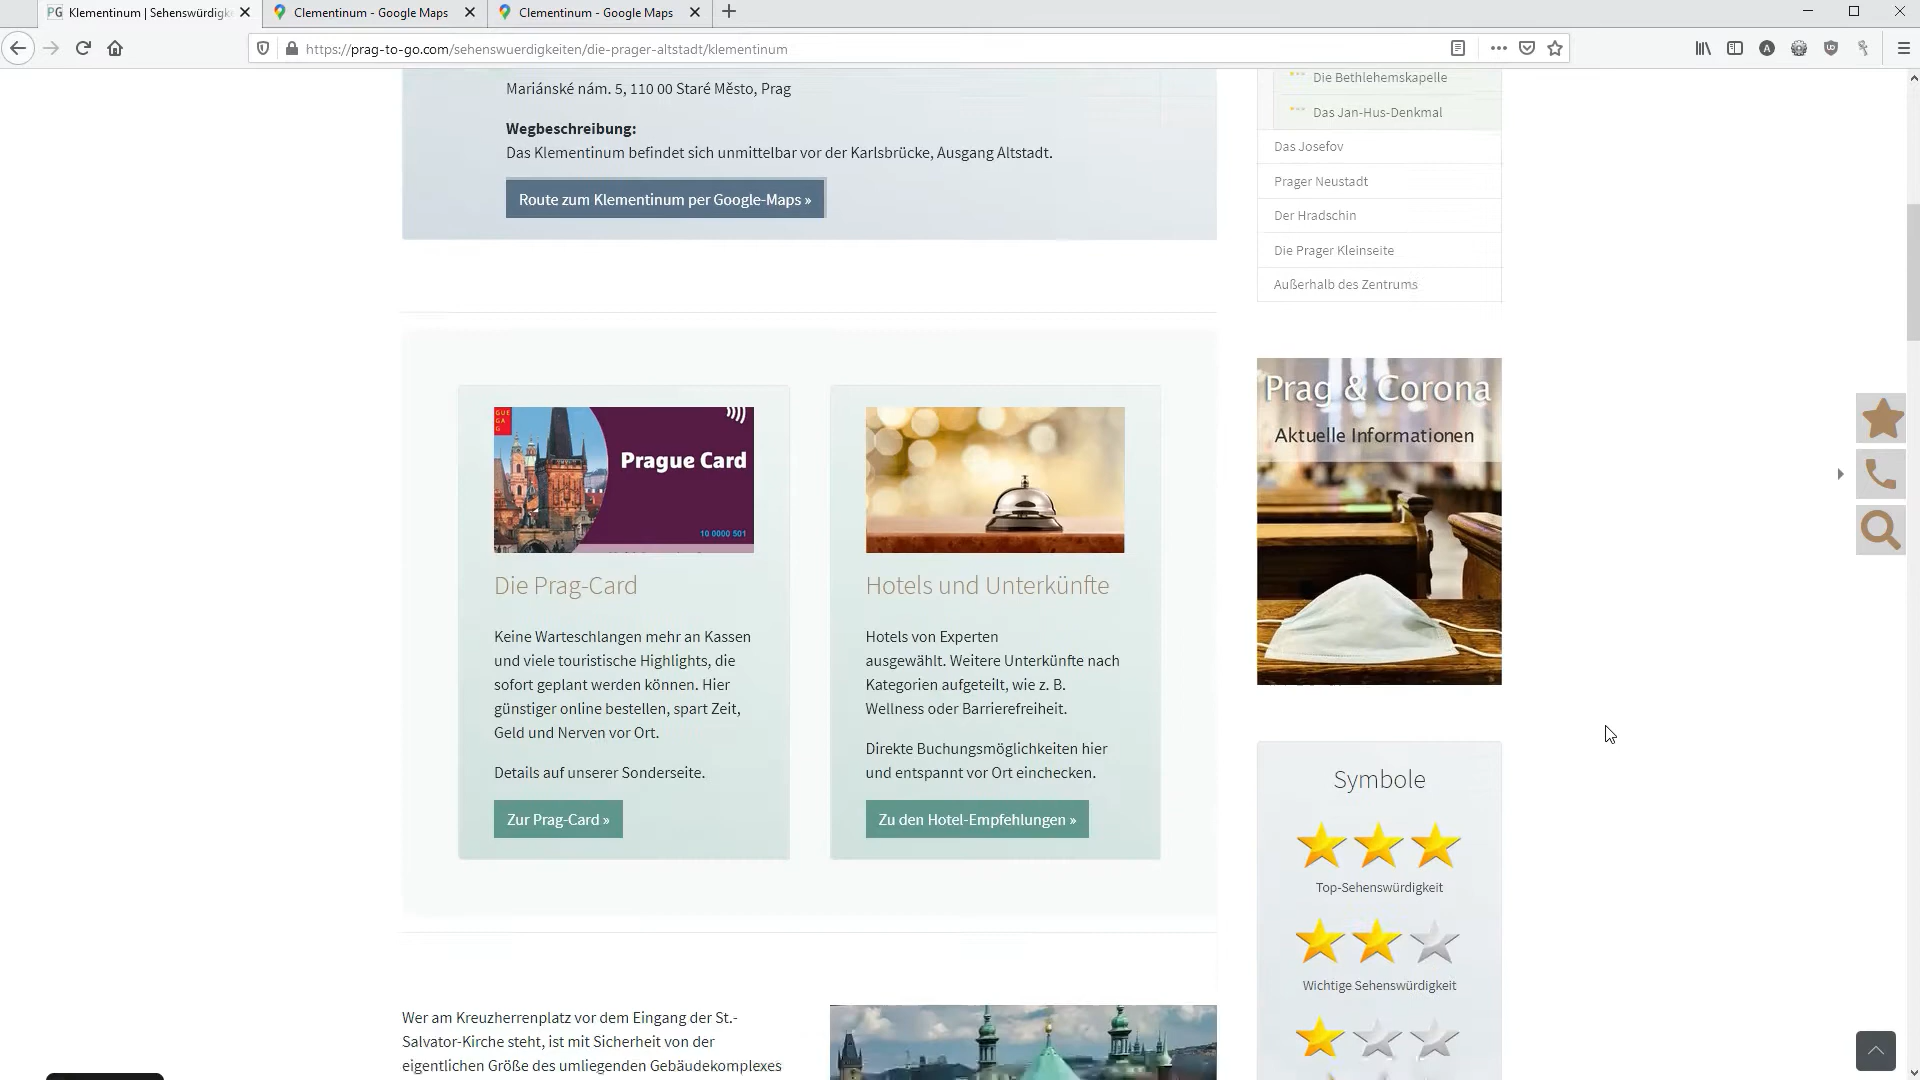 PG Klementinum | Sehenswürdigke
Clementinum - Google Maps
Clementinum - Google Maps
https://prag-to-go.com/sehenswuerdigkeiten/die-prager-altstadt/klementinum
Mariánské nám. 5, 110 00 Staré Město, Prag
Wegbeschreibung:
Das Klementinum befindet sich unmittelbar vor der Karlsbrücke, Ausgang Altstadt.
Route zum Klementinum per Google-Maps »
Die Bethlehemskapelle
Das Jan-Hus-Denkmal
Das Josefov
Prager Neustadt
Der Hradschin
Die Prager Kleinseite
Außerhalb des Zentrums
Prague Card
10 0000 501
Die Prag-Card
Keine Warteschlangen mehr an Kassen
und viele touristische Highlights, die
sofort geplant werden können. Hier
günstiger online bestellen, spart Zeit,
Geld und Nerven vor Ort.
Details auf unserer Sonderseite.
Zur Prag-Card »
Hotels und Unterkünfte
Hotels von Experten
ausgewählt. Weitere Unterkünfte nach
Kategorien aufgeteilt, wie z. B.
Wellness oder Barrierefreiheit.
Direkte Buchungsmöglichkeiten hier
und entspannt vor Ort einchecken.
Zu den Hotel-Empfehlungen »
Prag & Corona
Aktuelle Informationen
Symbole
Top-Sehenswürdigkeit
Wichtige Sehenswürdigkeit
Wer am Kreuzherrenplatz vor dem Eingang der St.-
Salvator-Kirche steht, ist mit Sicherheit von der
eigentlichen Größe des umliegenden Gebäudekomplexes